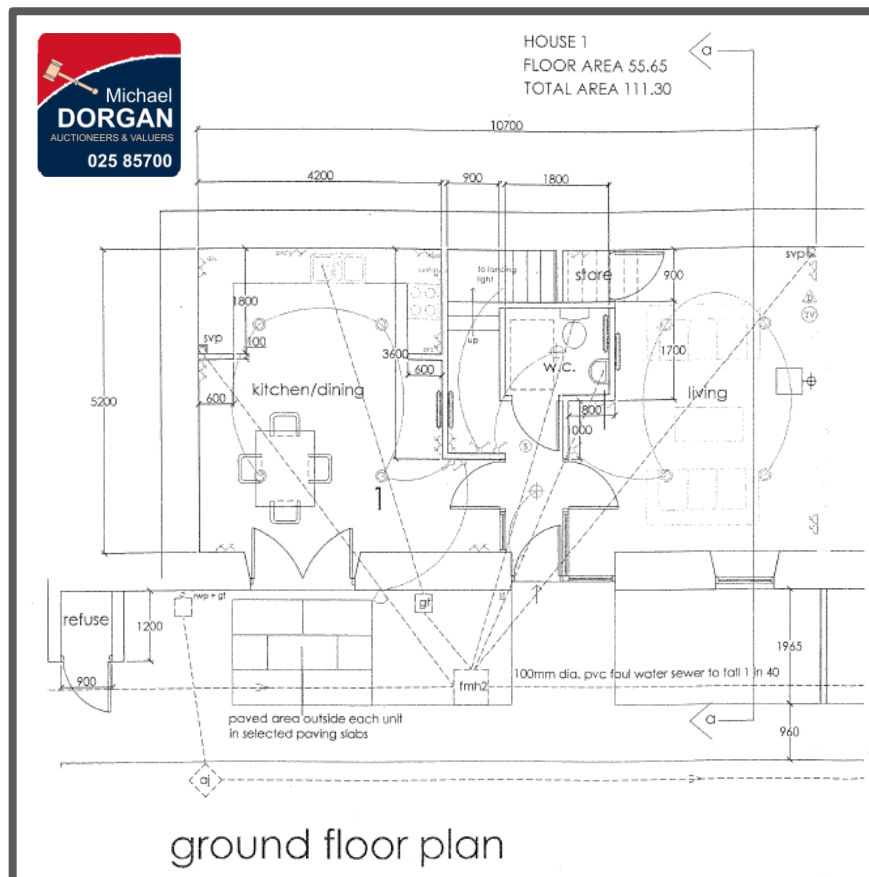 Michael
DORGAN
AUCTIONEERS & VALUERS
025 85700
HOUSE 1
FLOOR AREA 55.65
TOTAL AREA 111.30
a
10700
4200
900
1800
to landing
light
store
svp
900
1800
svp
100
up
3600
w.c.
1700
600
kitchen/dining
living
5200
600
800
1000
S
TV
1
refuse
rwp + gt
gt
1200
1965
900
fmh2
100mm dia. pvc foul water sewer to fall 1 in 40
paved area outside each unit
in selected paving slabs
a
960
aj
ground floor plan